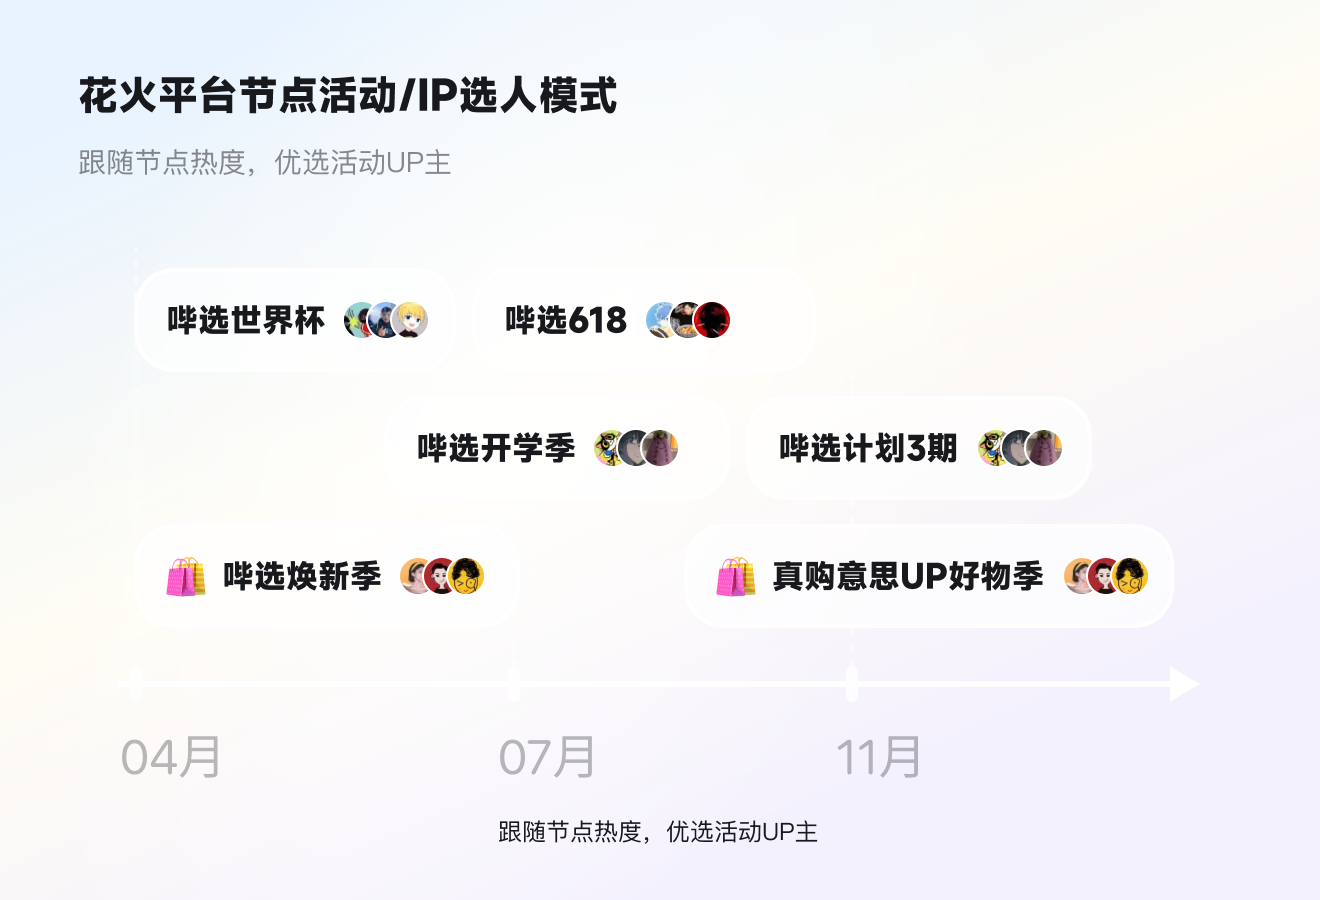 花火平台节点活动/IP选人模式
跟随节点热度，优选活动UP主
哔选世界杯
哔选618
哔选开学季
哔选计划3期
哔选焕新季
真购意思UP好物季
04月
07月
11月
跟随节点热度，优选活动UP主